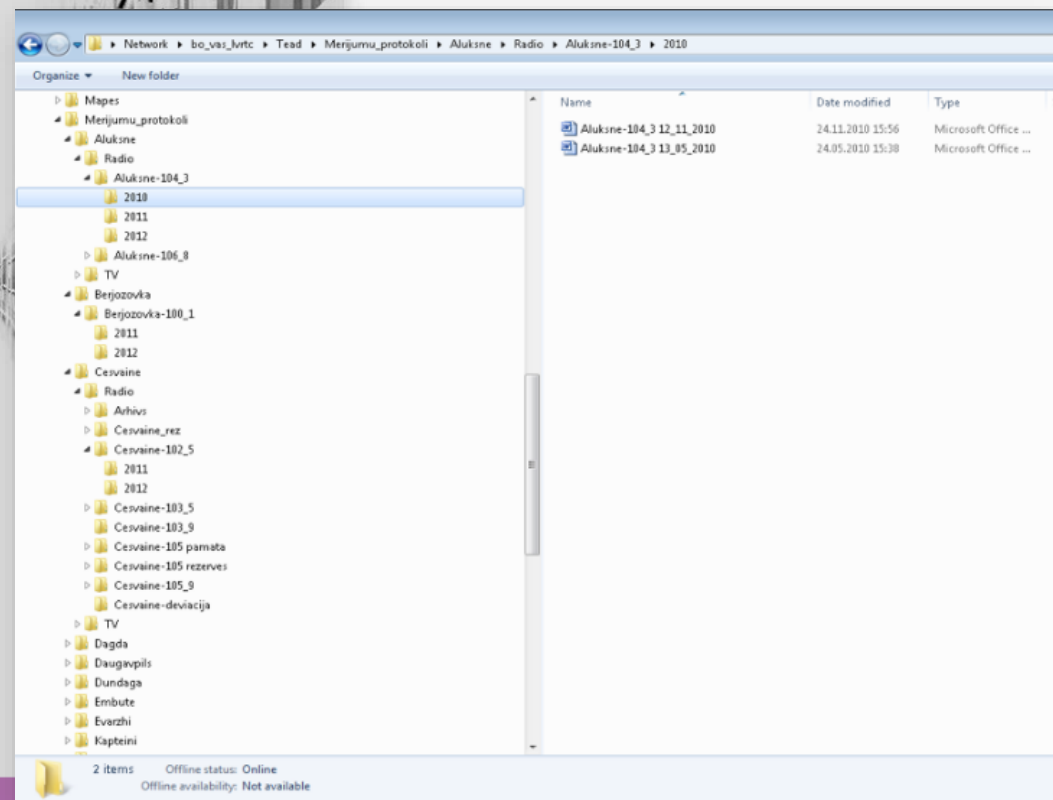 Network ▸ bo_vas_lvrtc ▸ Tead ▸ Merijumu_protokoli ▸ Aluksne ▸ Radio ▸ Aluksne-104_3 ▸ 2010
Organize New folder
Mapes
Merijumu_protokoli
Aluksne
Radio
Aluksne-104_3
2010
2011
2012
Aluksne-106_8
TV
Berjozovka
Berjozovka-100_1
2011
2012
Cesvaine
Radio
Arhivs
Cesvaine_rez
Cesvaine-102_5
2011
2012
Cesvaine-103_5
Cesvaine-103_9
Cesvaine-105 pamata
Cesvaine-105 rezerves
Cesvaine-105_9
Cesvaine-deviacija
TV
Dagda
Daugavpils
Dundaga
Embute
Evarzhi
Kapteini
Name Date modified Type
Aluksne-104_3 12_11_2010 24.11.2010 15:56 Microsoft Office ...
Aluksne-104_3 13_05_2010 24.05.2010 15:38 Microsoft Office ...
2 items Offline status: Online
Offline availability: Not available